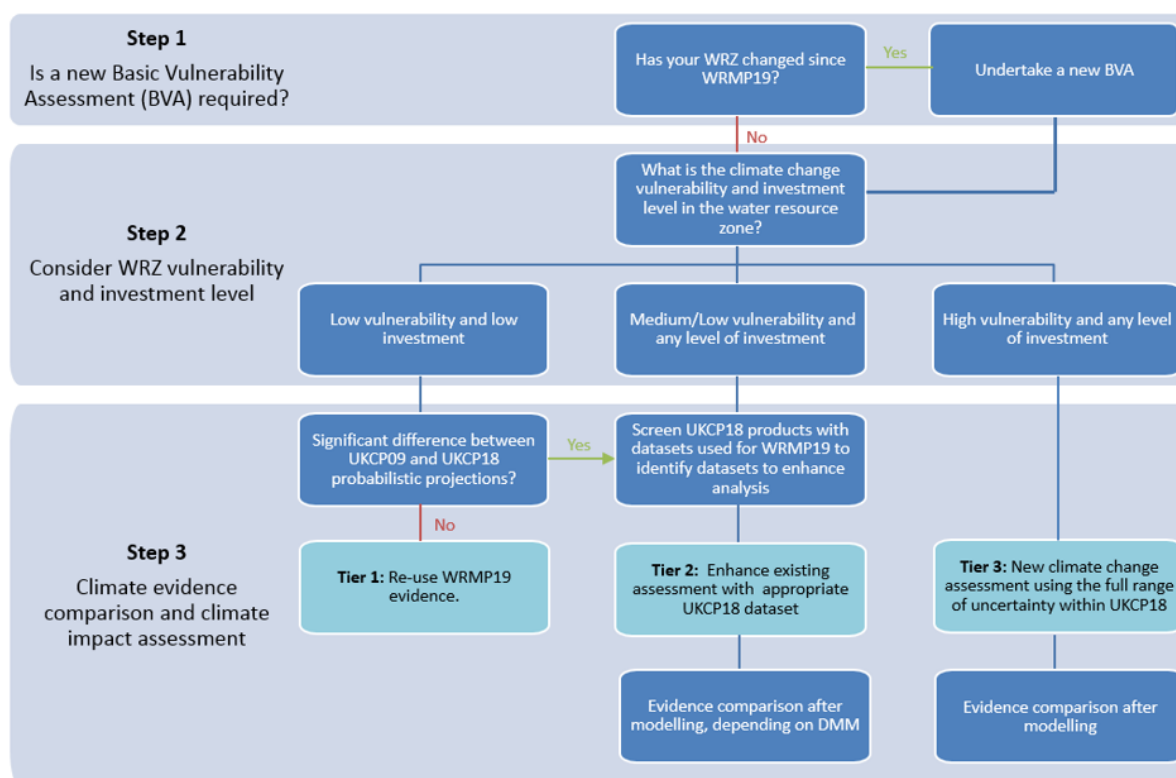 Step 1
Is a new Basic Vulnerability
Assessment (BVA) required?
Has your WRZ changed since
WRMP19?
Yes
Undertake a new BVA
No
Step 2
Consider WRZ vulnerability
and investment level
What is the climate change
vulnerability and investment
level in the water resource
zone?
Low vulnerability and low
investment
Medium/Low vulnerability and
any level of investment
High vulnerability and any level
of investment
Step 3
Climate evidence
comparison and climate
impact assessment
Significant difference between
UKCP09 and UKCP18
probabilistic projections?
Yes
Screen UKCP18 products with
datasets used for WRMP19 to
identify datasets to enhance
analysis
No
Tier 1: Re-use WRMP19
evidence.
Tier 2: Enhance existing
assessment with appropriate
UKCP18 dataset
Tier 3: New climate change
assessment using the full range
of uncertainty within UKCP18
Evidence comparison after
modelling, depending on DMM
Evidence comparison after
modelling